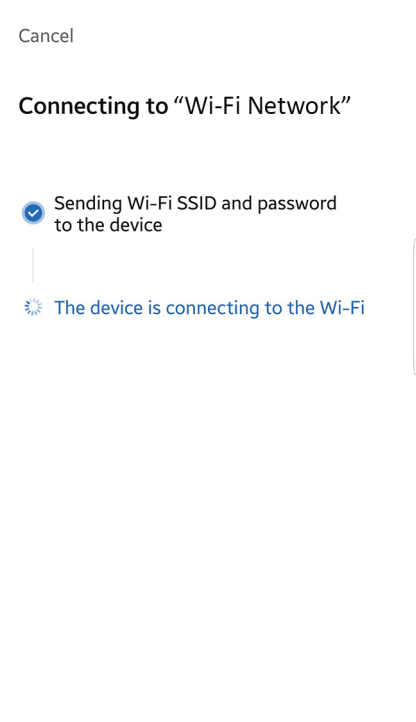 Cancel
Connecting to “Wi-Fi Network”
Sending Wi-Fi SSID and password
to the device
The device is connecting to the Wi-Fi